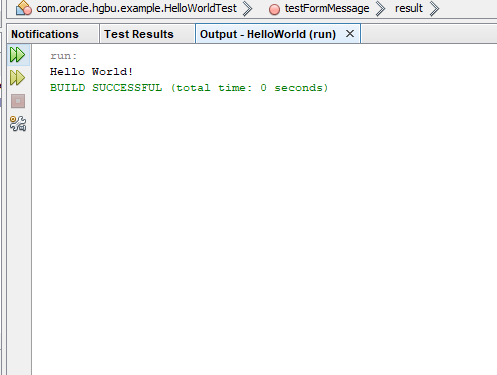 com.oracle.hgbu.example.HelloWorldTest testFormMessage result
Notifications Test Results Output - HelloWorld (run)
run:
Hello World!
BUILD SUCCESSFUL (total time: 0 seconds)